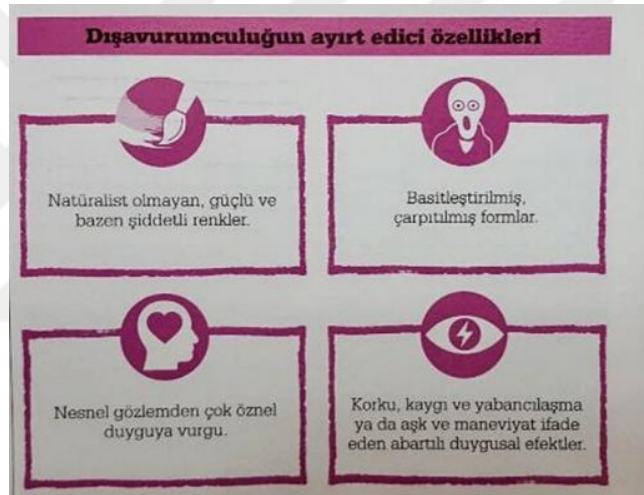 Dışavurumculuğun ayırt edici özellikleri
Natüralist olmayan, güçlü ve
bazen şiddetli renkler.
Basitleştirilmiş,
çarpıtılmış formlar.
Nesnel gözlemden çok öznel
duyguya vurgu.
Korku, kaygı ve yabancılaşma
ya da aşk ve maneviyat ifade
eden abartılı duygusal efektler.